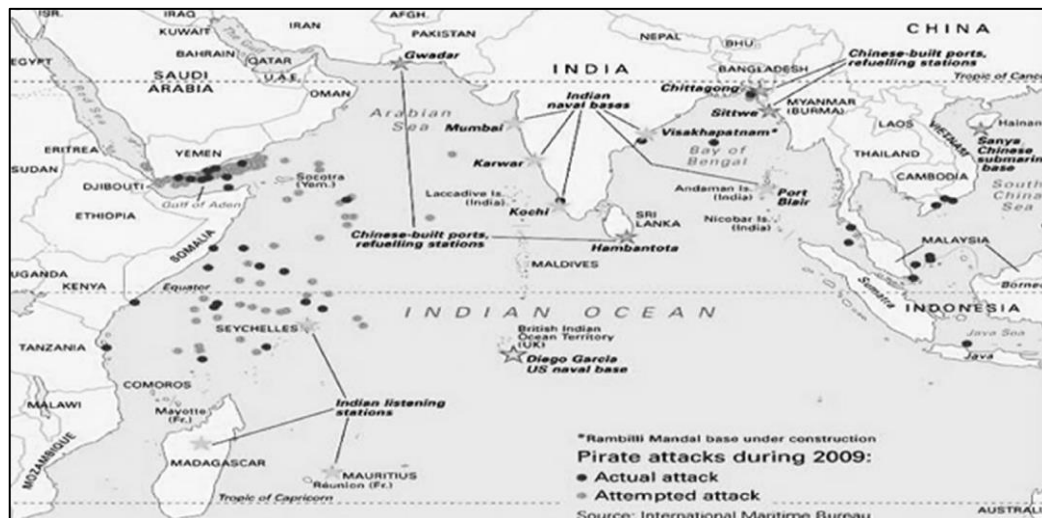 ISR.
IRAQ
IRAN
AFGH.
CHINA
KUWAIT
PAKISTAN
NEPAL
BHU.
Chinese-built ports,
refuelling stations
BAHRAIN
The Gulf
QATAR
Gwadar
INDIA
BANGLADESH
EGYPT
SAUDI
ARABIA
U.A.E.
Tropic of Cance
OMAN
Chittagong
Red Sea
Arabian
Sea
Indian
naval bases
Sittwe
MYANMAR
(BURMA)
Hainan
Mumbai
Visakhapatnam*
LAOS
VIETNAM
Sanya
Chinese
submarin
base
ERITREA
YEMEN
Karwar
Bay of
Bengal
THAILAND
SUDAN
Socotra
(Yem.)
Laccadive Is.
(India)
Andaman Is.
(India)
Port
Blair
CAMBODIA
DJIBOUTI
Gulf of Aden
South
China
Sea
ETHIOPIA
Kochi
SRI
LANKA
Nicobar Is.
(India)
SOMALIA
Chinese-built ports,
refuelling stations
Hambantota
MALAYSIA
UGANDA
MALDIVES
KENYA
Equator
Sumatra
Borneo
INDIAN OCEAN
INDONESIA
SEYCHELLES
British Indian
Ocean Territory
(UK)
Java Sea
TANZANIA
Diego Garcia
US naval base
Java
COMOROS
MALAWI
Mayotte
(Fr.)
Indian listening
stations
MOZAMBIQUE
*Rambilli Mandal base under construction
MADAGASCAR
Pirate attacks during 2009:
MAURITIUS
Actual attack
Réunion (Fr.)
Attempted attack
Tropic of Capricorn
Source: International Maritime Bureau
AUSTRAL